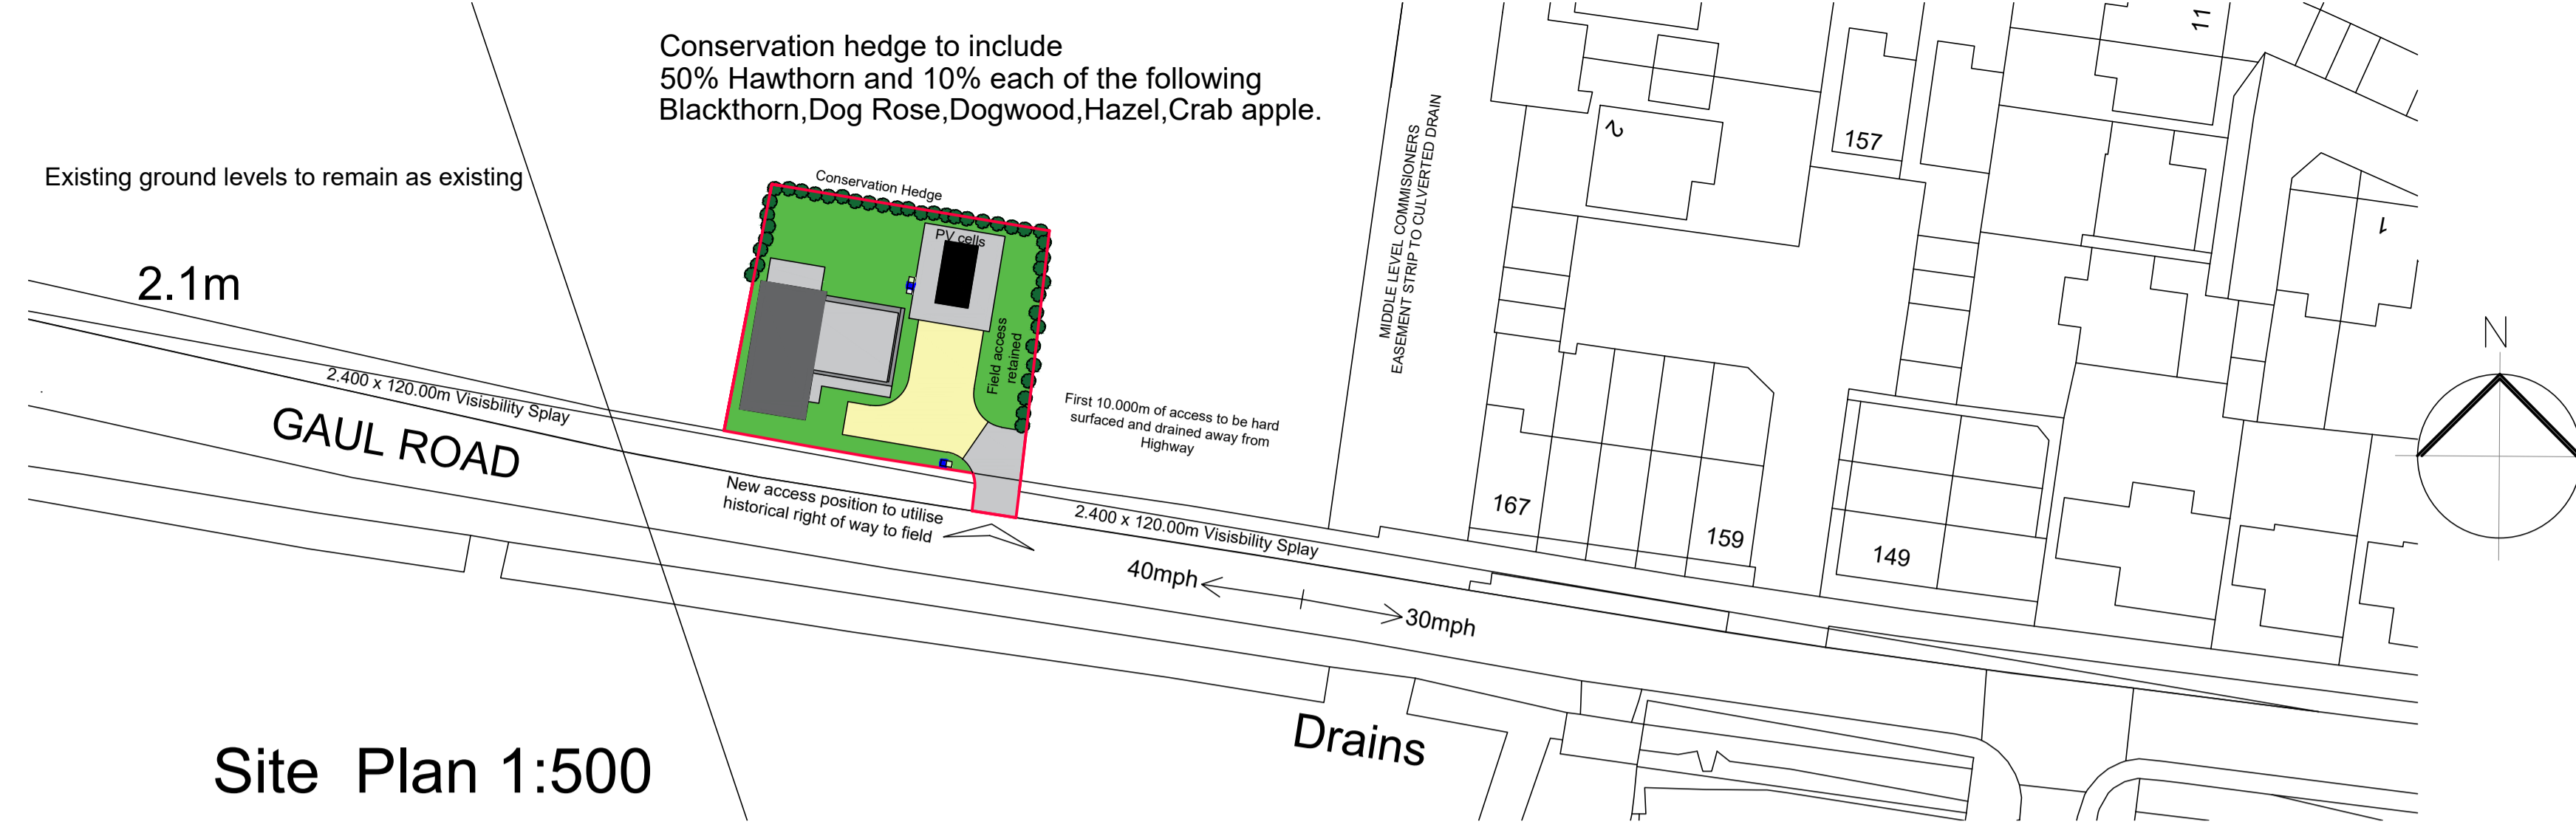 Conservation hedge to include
50% Hawthorn and 10% each of the following
Blackthorn,Dog Rose,Dogwood,Hazel,Crab apple.
Existing ground levels to remain as existing
2.1m
Conservation Hedge
PV cells
Field access
retained
2.400 x 120.00m Visisbility Splay
GAUL ROAD
First 10.000m of access to be hard
surfaced and drained away from
Highway
New access position to utilise
historical right of way to field
2.400 x 120.00m Visisbility Splay
40mph
30mph
MIDDLE LEVEL COMMISIONERS
EASEMENT STRIP TO CULVERTED DRAIN
2
157
11
1
167
159
149
N
Drains
Site Plan 1:500